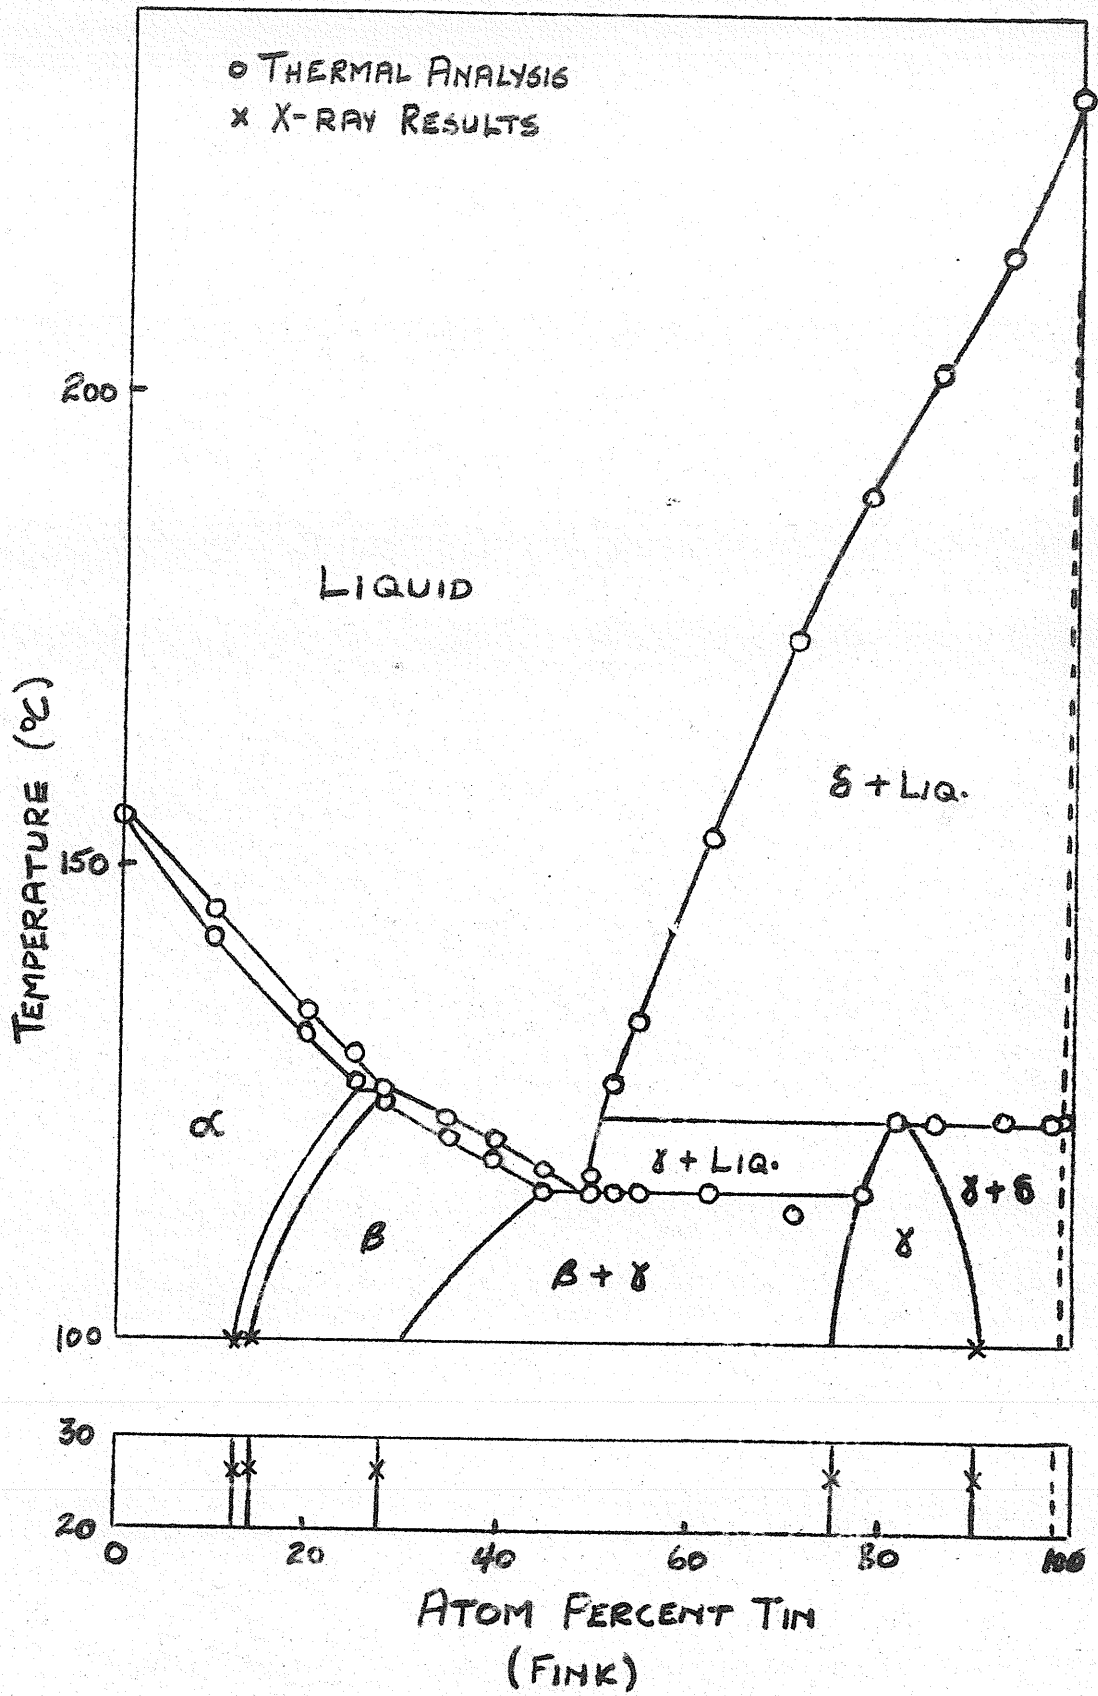 o THERMAL ANALYSIS
x X-RAY RESULTS
200
LIQUID
TEMPERATURE (°C)
δ + LIQ.
150
α
γ + LIQ.
γ + δ
β
γ
β + γ
100
30
20
0 20 40 60 80 100
ATOM PERCENT TIN
(FINK)